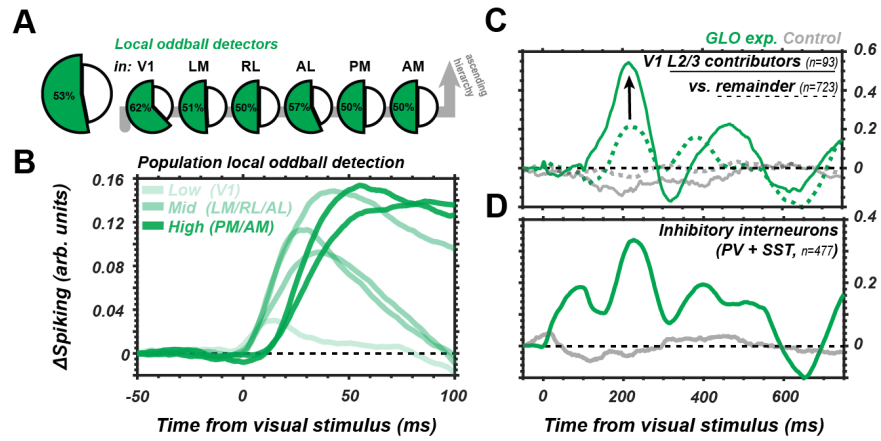 A
Local oddball detectors
in: V1 LM RL AL PM AM
53%
62% 51% 50% 57% 50% 50%
ascending
hierarchy
B
Population local oddball detection
Low (V1)
Mid (LM/RL/AL)
High (PM/AM)
ΔSpiking (arb. units)
0.16
0.12
0.08
0.04
0
-50 0 50 100
Time from visual stimulus (ms)
C
GLO exp. Control
V1 L2/3 contributors (n=93)
vs. remainder (n=723)
0.6
0.4
0.2
0
D
Inhibitory interneurons
(PV + SST, n=477)
0.4
0.2
0
0 200 400 600
Time from visual stimulus (ms)